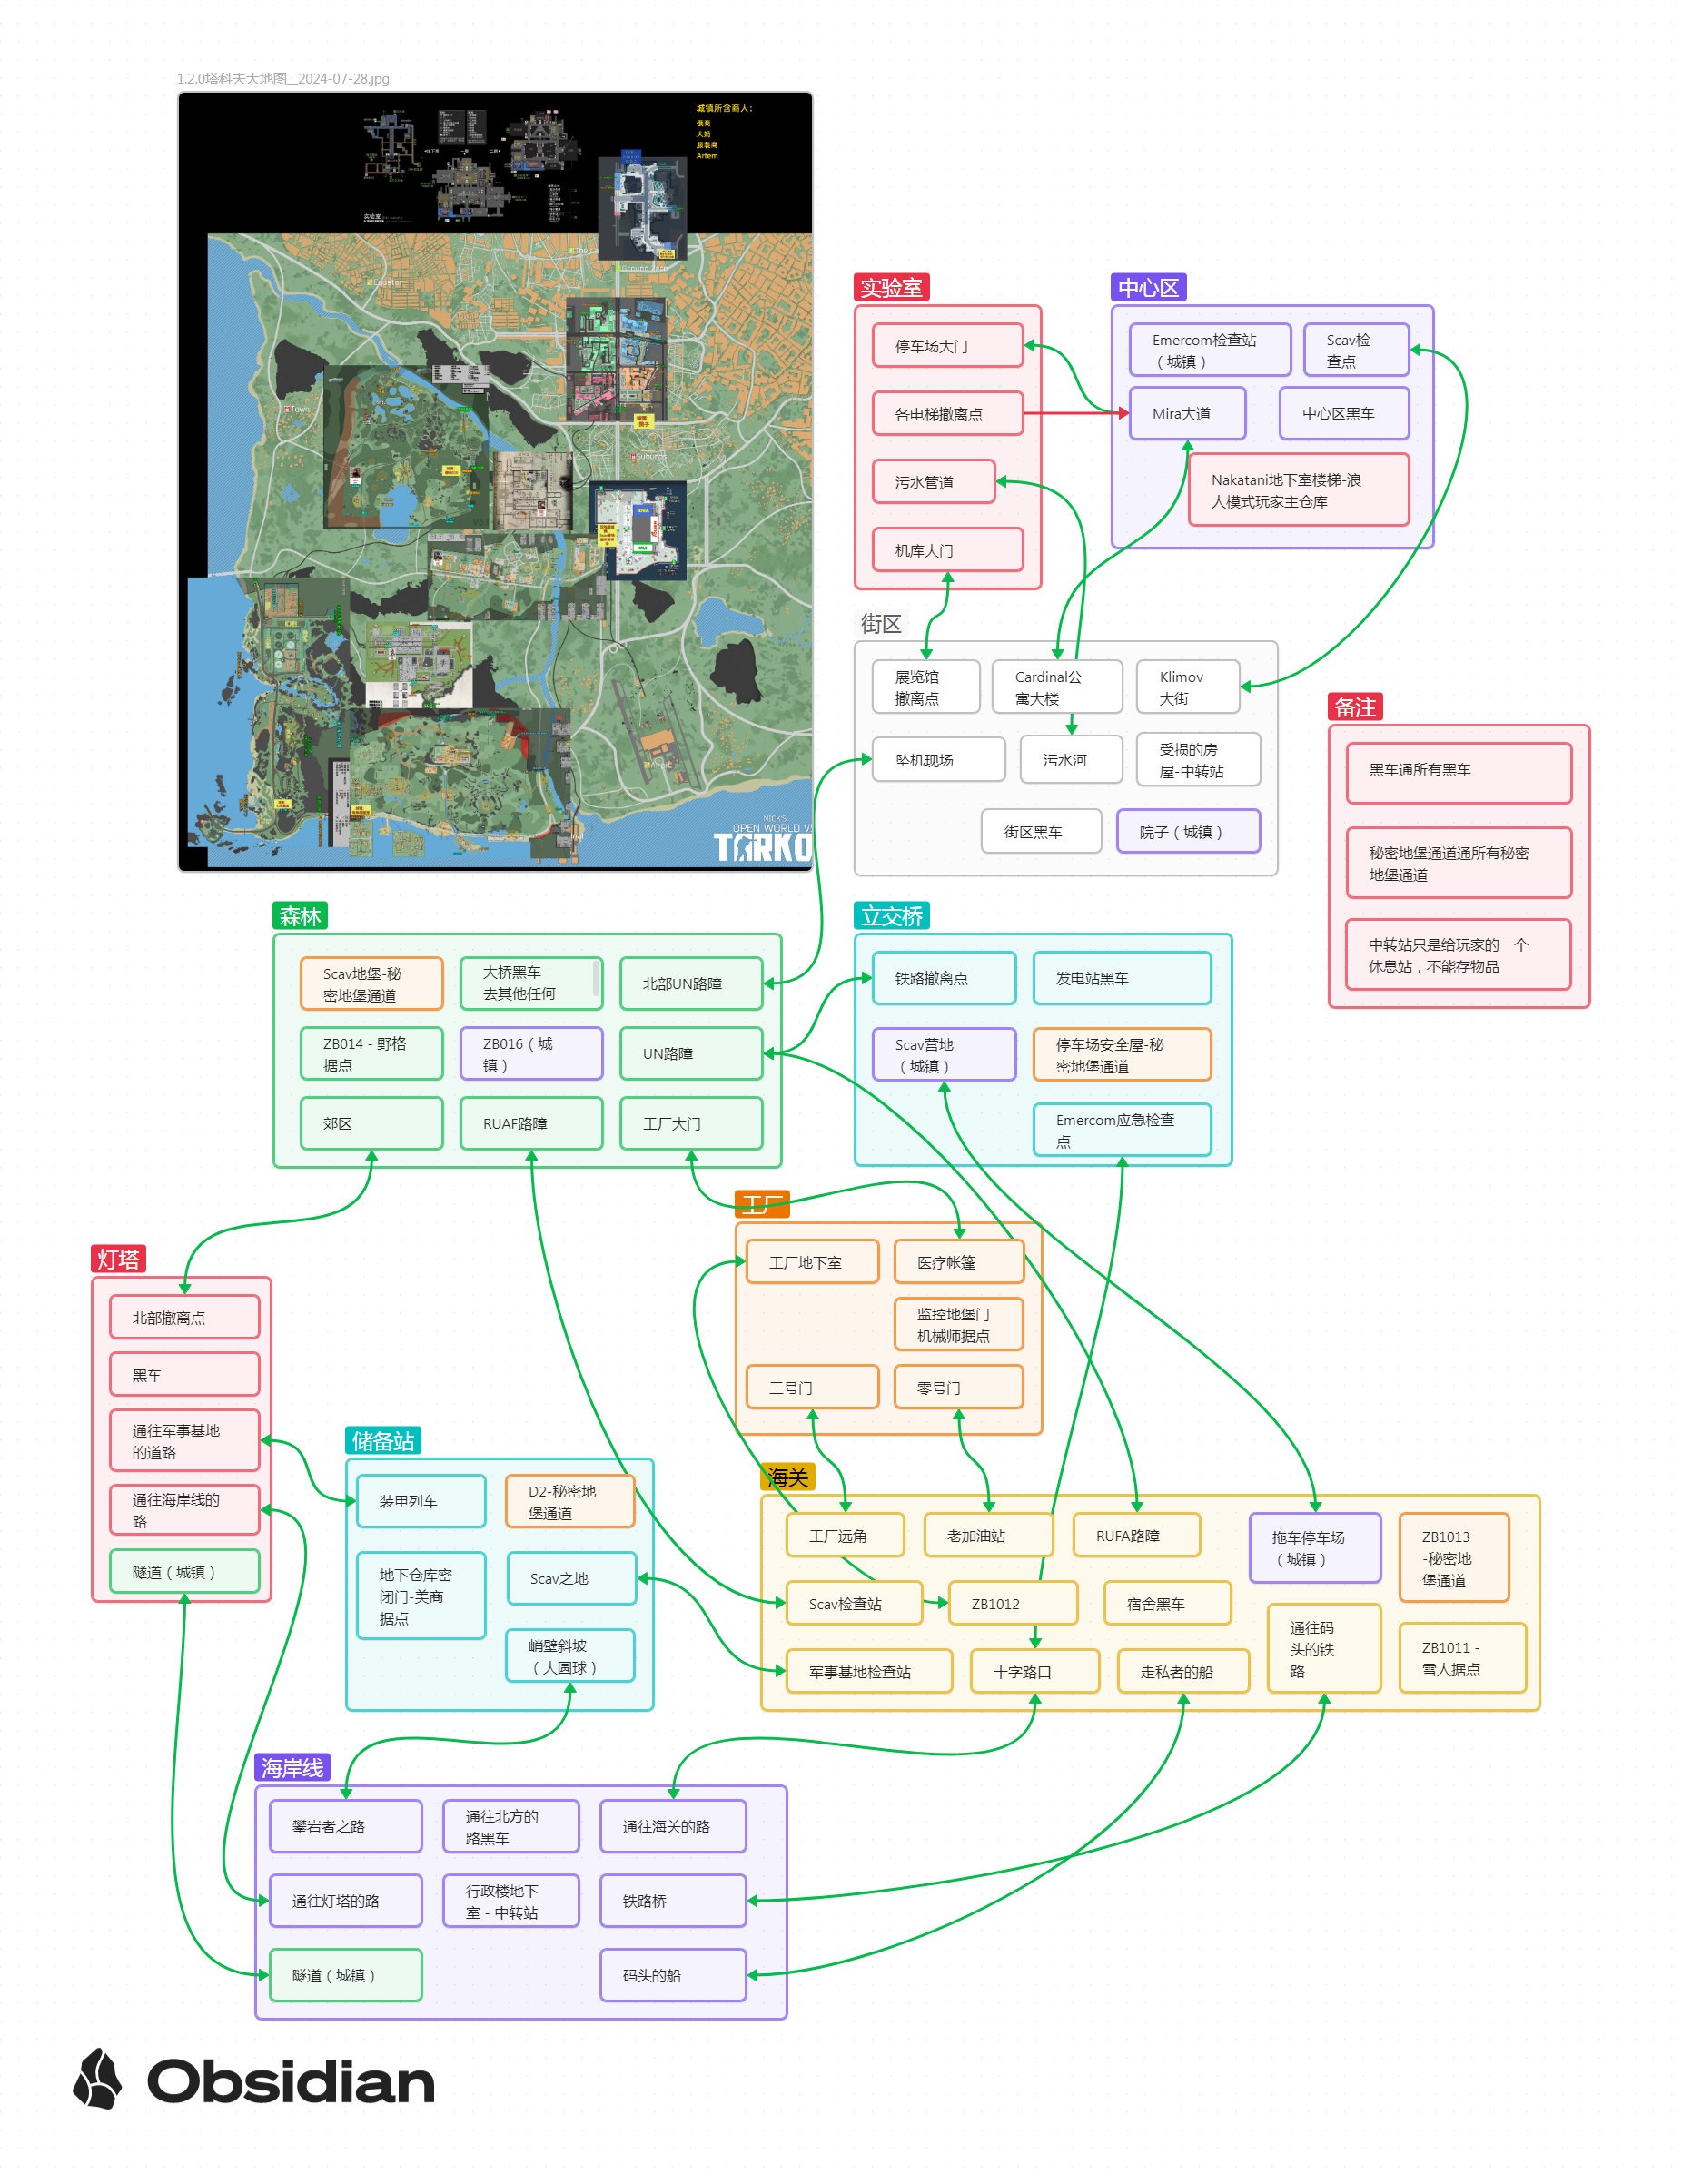 1.2.0塔科夫大地图__2024-07-28.jpg
城镇所含商人：
俄商
大妈
服装商
Artem
实验室
Town
Suburbs
NICK'S
OPEN WORLD VS
TARKO
实验室
停车场大门
各电梯撤离点
污水管道
机库大门
中心区
Emercom检查站
（城镇）
Scav检
查点
Mira大道
中心区黑车
Nakatani地下室楼梯-浪
人模式玩家主仓库
街区
展览馆
撤离点
Cardinal公
寓大楼
Klimov
大街
坠机现场
污水河
受损的房
屋-中转站
街区黑车
院子（城镇）
备注
黑车通所有黑车
秘密地堡通道通所有秘密
地堡通道
中转站只是给玩家的一个
休息站，不能存物品
森林
Scav地堡-秘
密地堡通道
大桥黑车 -
去其他任何
北部UN路障
ZB014 - 野格
据点
ZB016（城
镇）
UN路障
郊区
RUAF路障
工厂大门
立交桥
铁路撤离点
发电站黑车
Scav营地
（城镇）
停车场安全屋-秘
密地堡通道
Emercom应急检查
点
工厂
工厂地下室
医疗帐篷
监控地堡门
机械师据点
三号门
零号门
灯塔
北部撤离点
黑车
通往军事基地
的道路
通往海岸线的
路
隧道（城镇）
储备站
装甲列车
D2-秘密地
堡通道
地下仓库密
闭门-美商
据点
Scav之地
峭壁斜坡
（大圆球）
海关
工厂远角
老加油站
RUFA路障
拖车停车场
（城镇）
ZB1013
-秘密地
堡通道
Scav检查站
ZB1012
宿舍黑车
通往码
头的铁
路
ZB1011 -
雪人据点
军事基地检查站
十字路口
走私者的船
海岸线
攀岩者之路
通往北方的
路黑车
通往海关的路
通往灯塔的路
行政楼地下
室 - 中转站
铁路桥
隧道（城镇）
码头的船
Obsidian